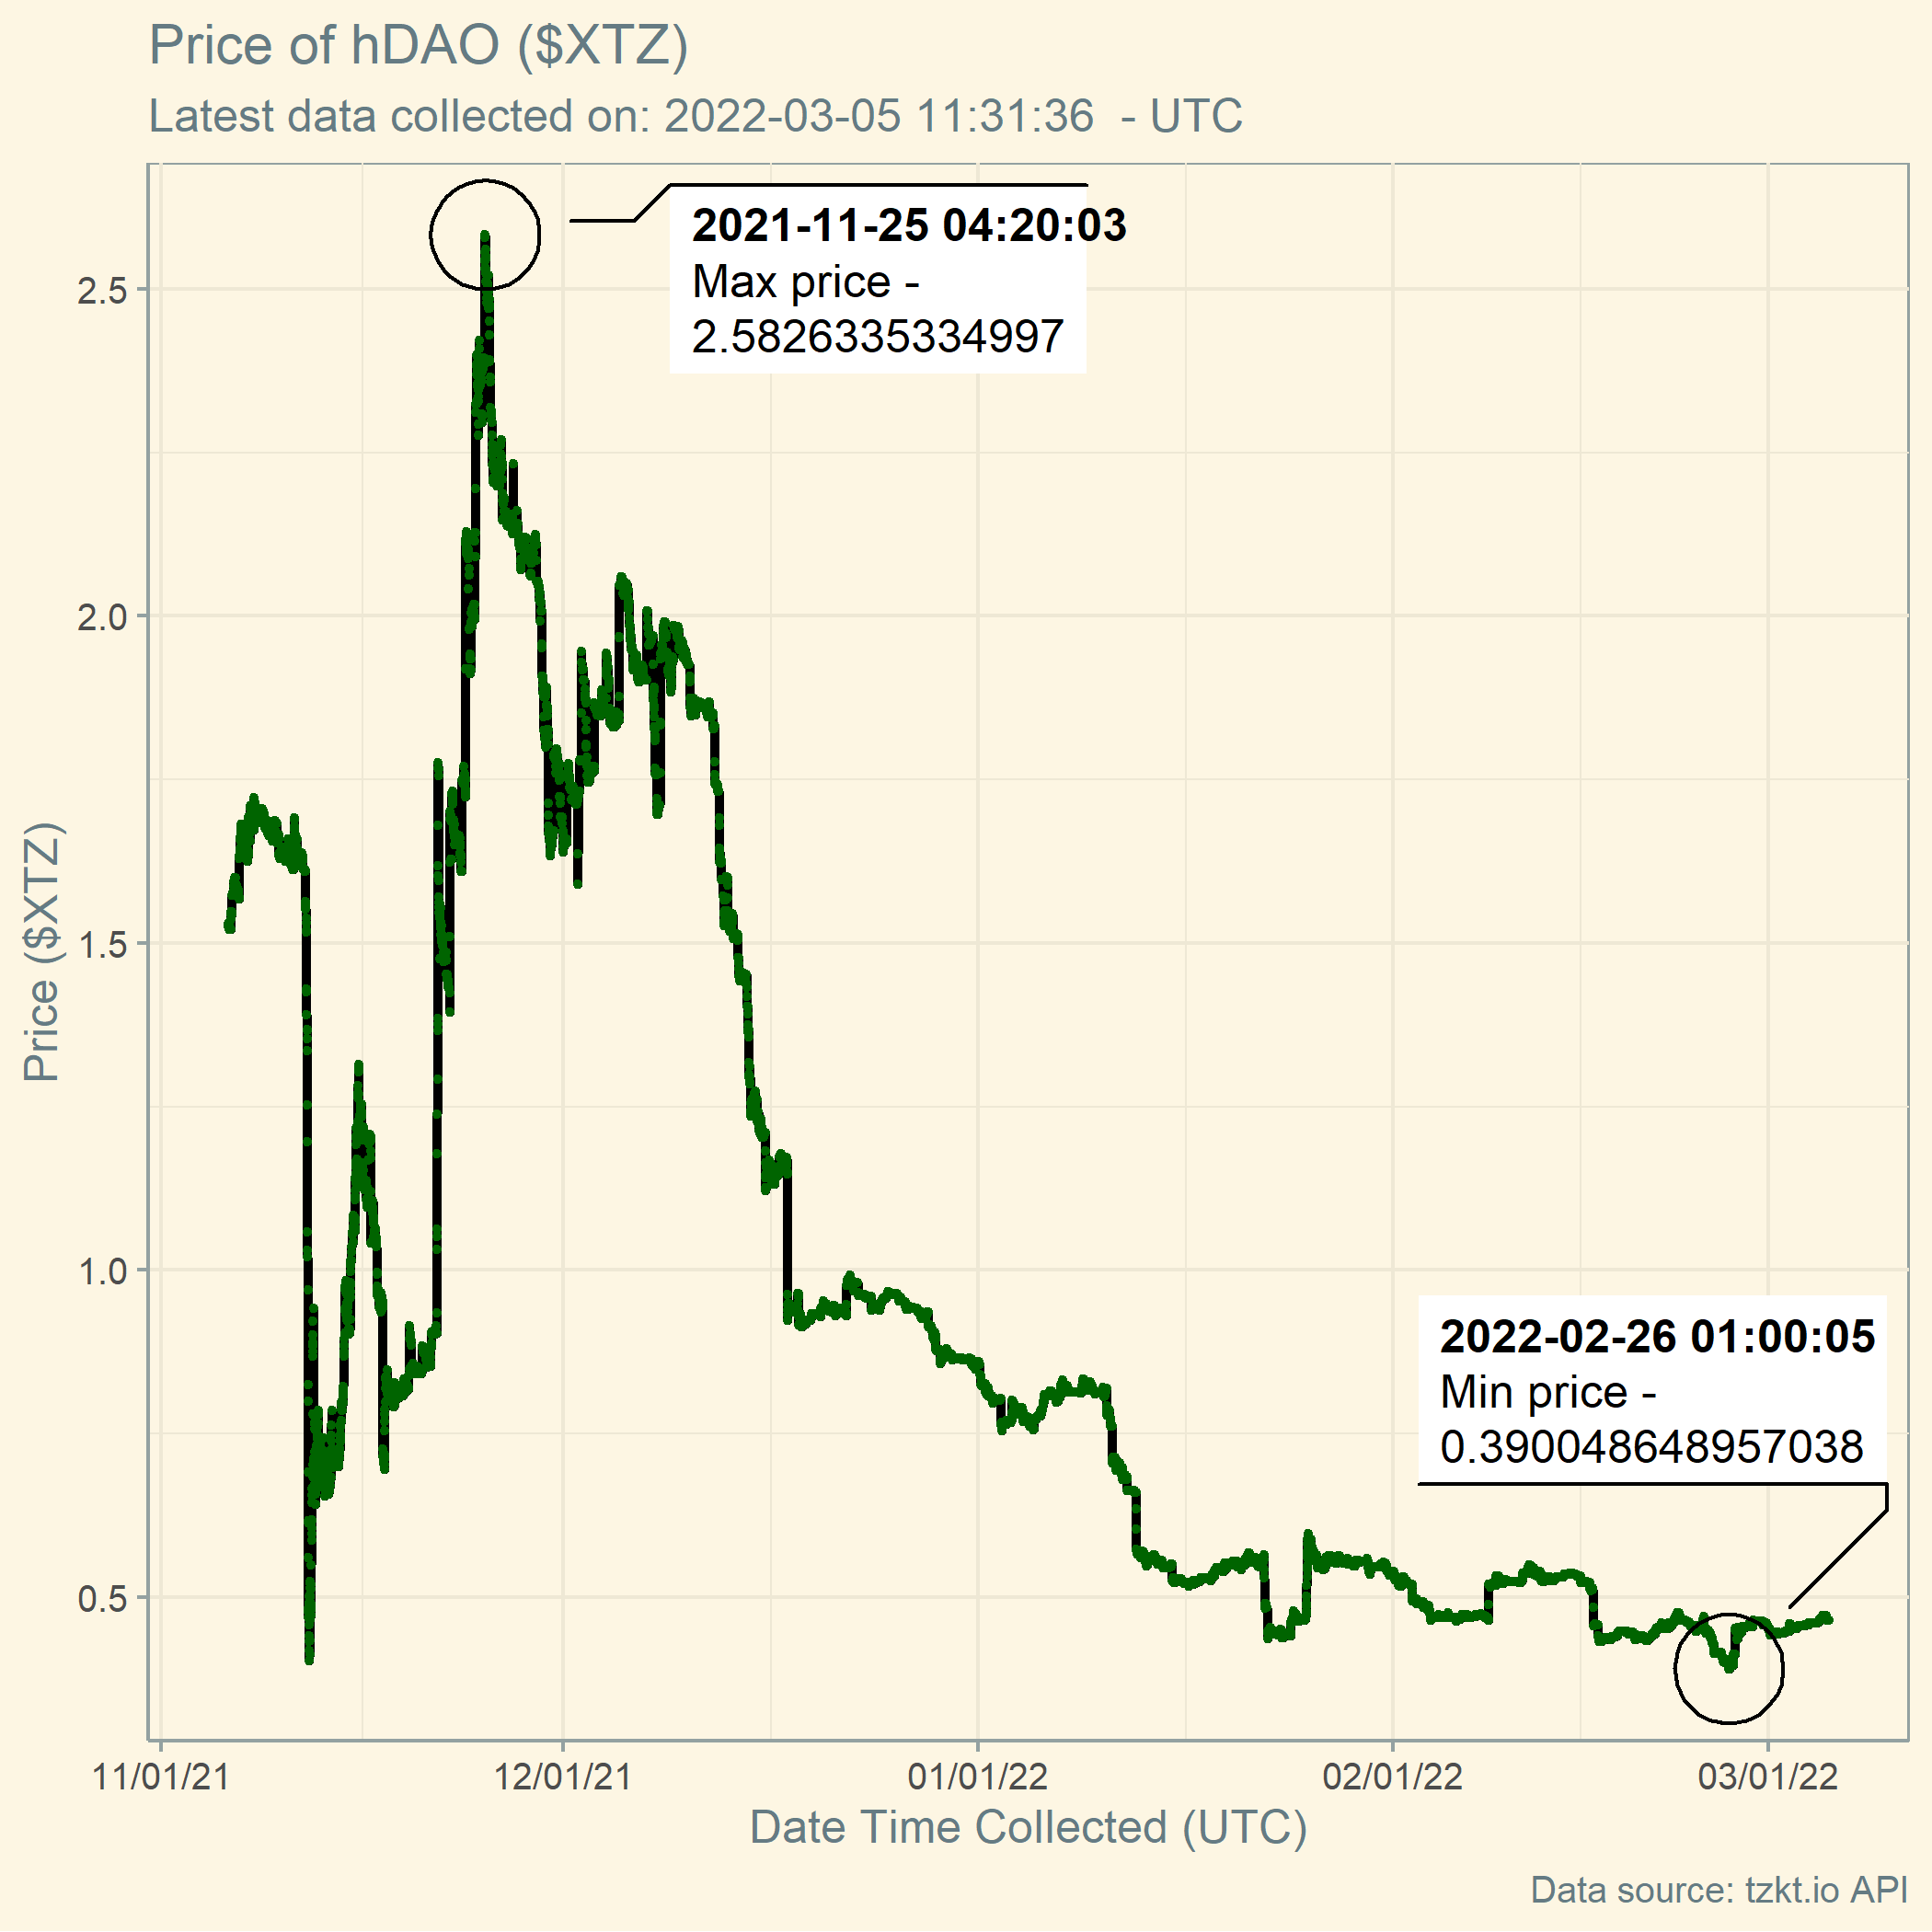 Price of hDAO ($XTZ)
Latest data collected on: 2022-03-05 11:31:36  - UTC
2021-11-25 04:20:03
Max price -
2.5826335334997
2.5
2.0
1.5
1.0
0.5
Price ($XTZ)
2022-02-26 01:00:05
Min price -
0.390048648957038
11/01/21
12/01/21
01/01/22
02/01/22
03/01/22
Date Time Collected (UTC)
Data source: tzkt.io API